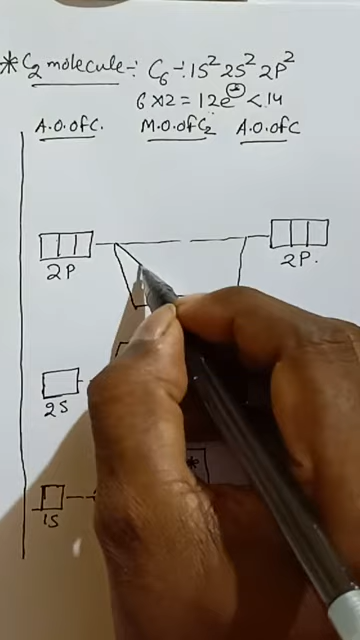 *C₂ molecule:- C₆ -: 1S² 2S² 2P²
6×2 = 12e⊖ < 14
A.O.ofC. M.O.ofC₂ A.O.ofC
2P 2P.
2S
*
1S